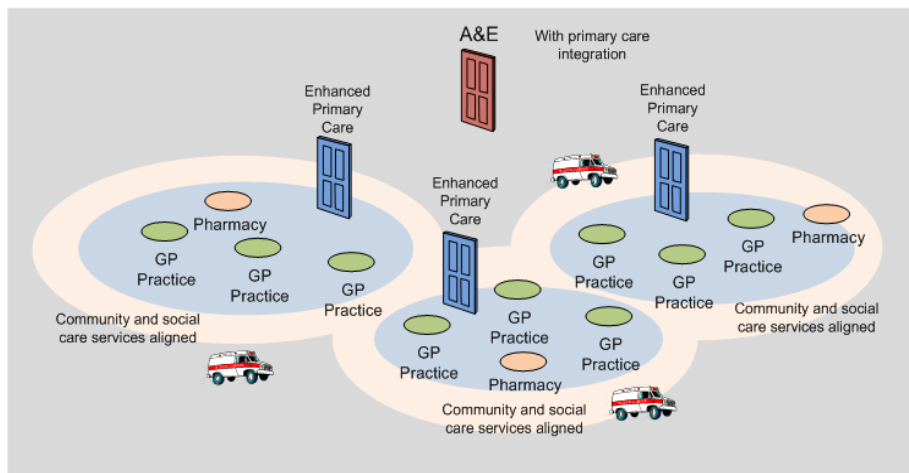 A&E
With primary care
integration
Enhanced
Primary
Care
Enhanced
Primary
Care
Enhanced
Primary
Care
Pharmacy
GP
Practice
GP
Practice
GP
Practice
Community and social
care services aligned
GP
Practice
GP
Practice
GP
Practice
Pharmacy
Community and social
care services aligned
GP
Practice
GP
Practice
GP
Practice
Pharmacy
Community and social
care services aligned